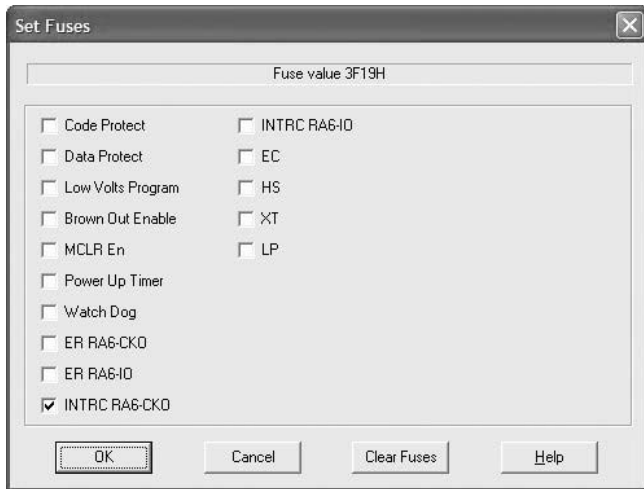 Set Fuses
Fuse value 3F19H
Code Protect
Data Protect
Low Volts Program
Brown Out Enable
MCLR En
Power Up Timer
Watch Dog
ER RA6-CKO
ER RA6-IO
INTRC RA6-CKO
INTRC RA6-IO
EC
HS
XT
LP
OK
Cancel
Clear Fuses
Help